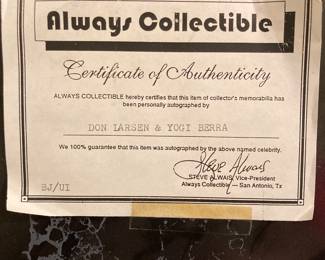 Always Collectible
Certificate of Authenticity
ALWAYS COLLECTIBLE hereby certifies that this item of collector's memorabilia has
been personally autographed by
DON LARSEN & YOGI BERRA
We 100% guarantee that this item was autographed by the above named celebrity.
Steve Alwais
STEVE ALWAIS, Vice-President
Always Collectible — San Antonio, Tx
BJ/UI